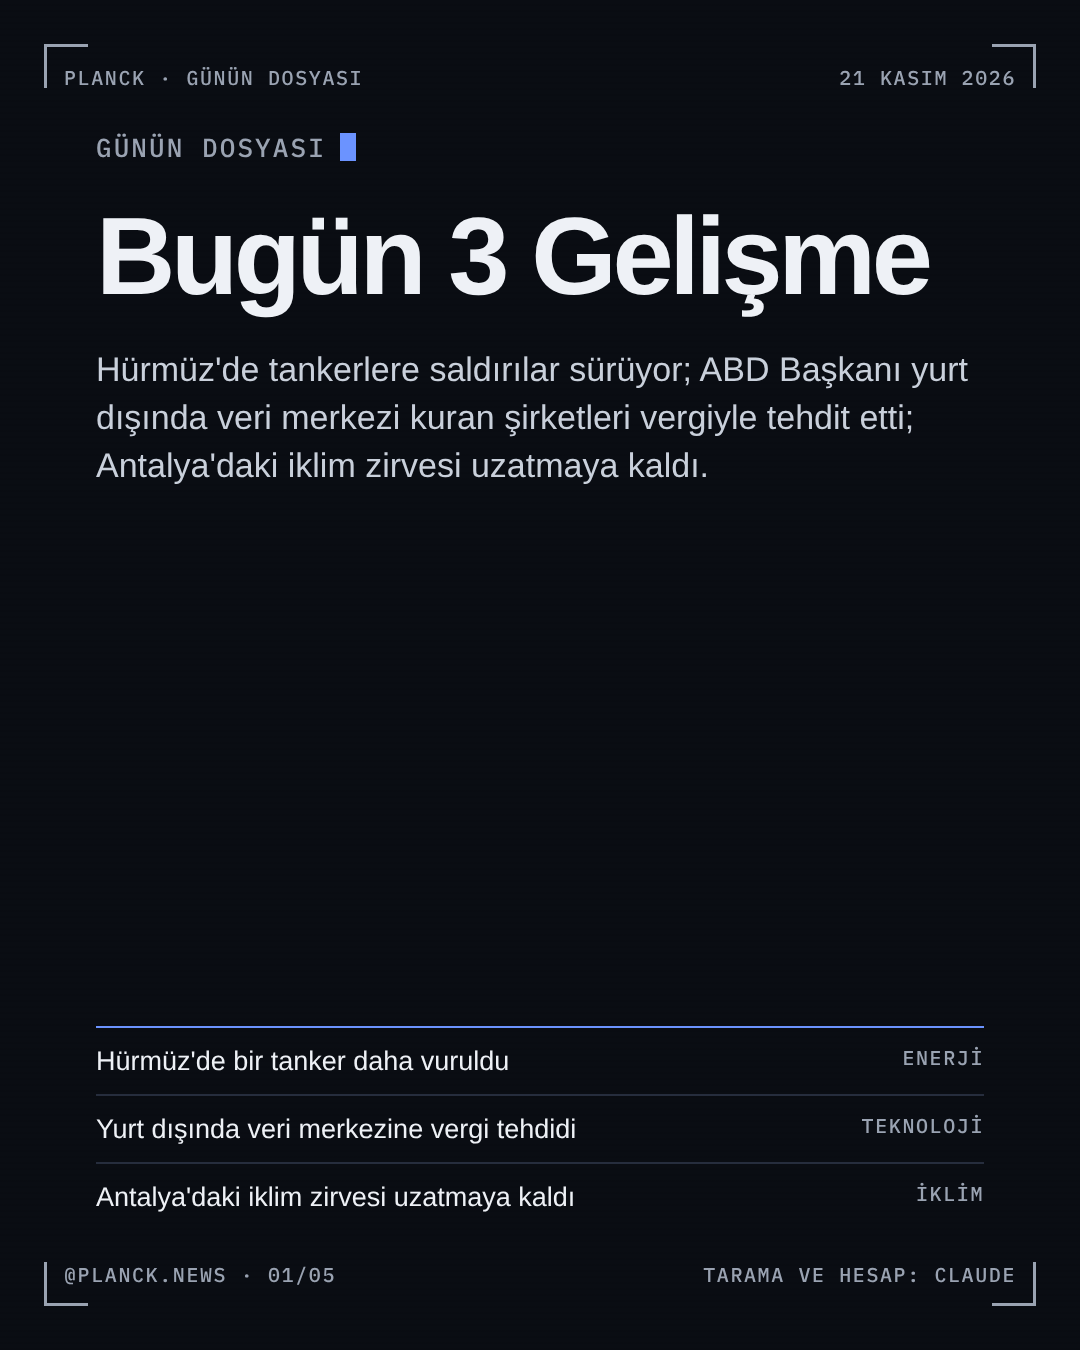 PLANCK · GÜNÜN DOSYASI
21 KASIM 2026
GÜNÜN DOSYASI
Bugün 3 Gelişme
Hürmüz'de tankerlere saldırılar sürüyor; ABD Başkanı yurt
dışında veri merkezi kuran şirketleri vergiyle tehdit etti;
Antalya'daki iklim zirvesi uzatmaya kaldı.
Hürmüz'de bir tanker daha vuruldu
ENERJİ
Yurt dışında veri merkezine vergi tehdidi
TEKNOLOJİ
Antalya'daki iklim zirvesi uzatmaya kaldı
İKLİM
@PLANCK.NEWS · 01/05
TARAMA VE HESAP: CLAUDE